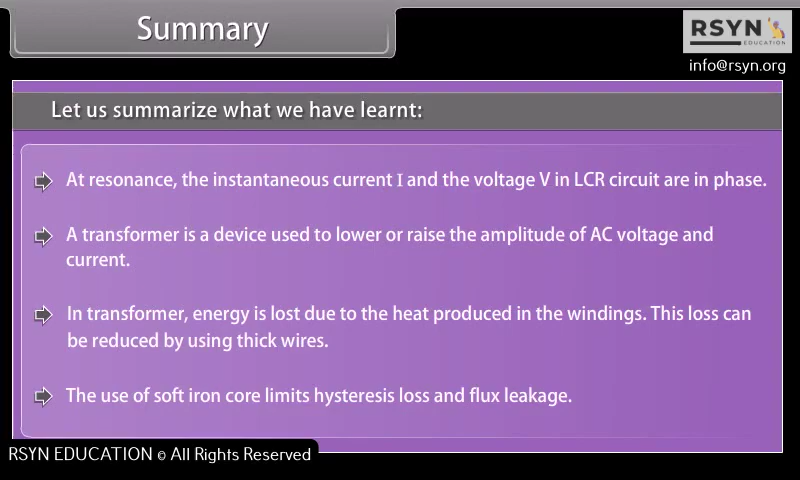 Summary
RSYN
EDUCATION
info@rsyn.org
Let us summarize what we have learnt:
At resonance, the instantaneous current I and the voltage V in LCR circuit are in phase.
A transformer is a device used to lower or raise the amplitude of AC voltage and
current.
In transformer, energy is lost due to the heat produced in the windings. This loss can
be reduced by using thick wires.
The use of soft iron core limits hysteresis loss and flux leakage.
RSYN EDUCATION © All Rights Reserved